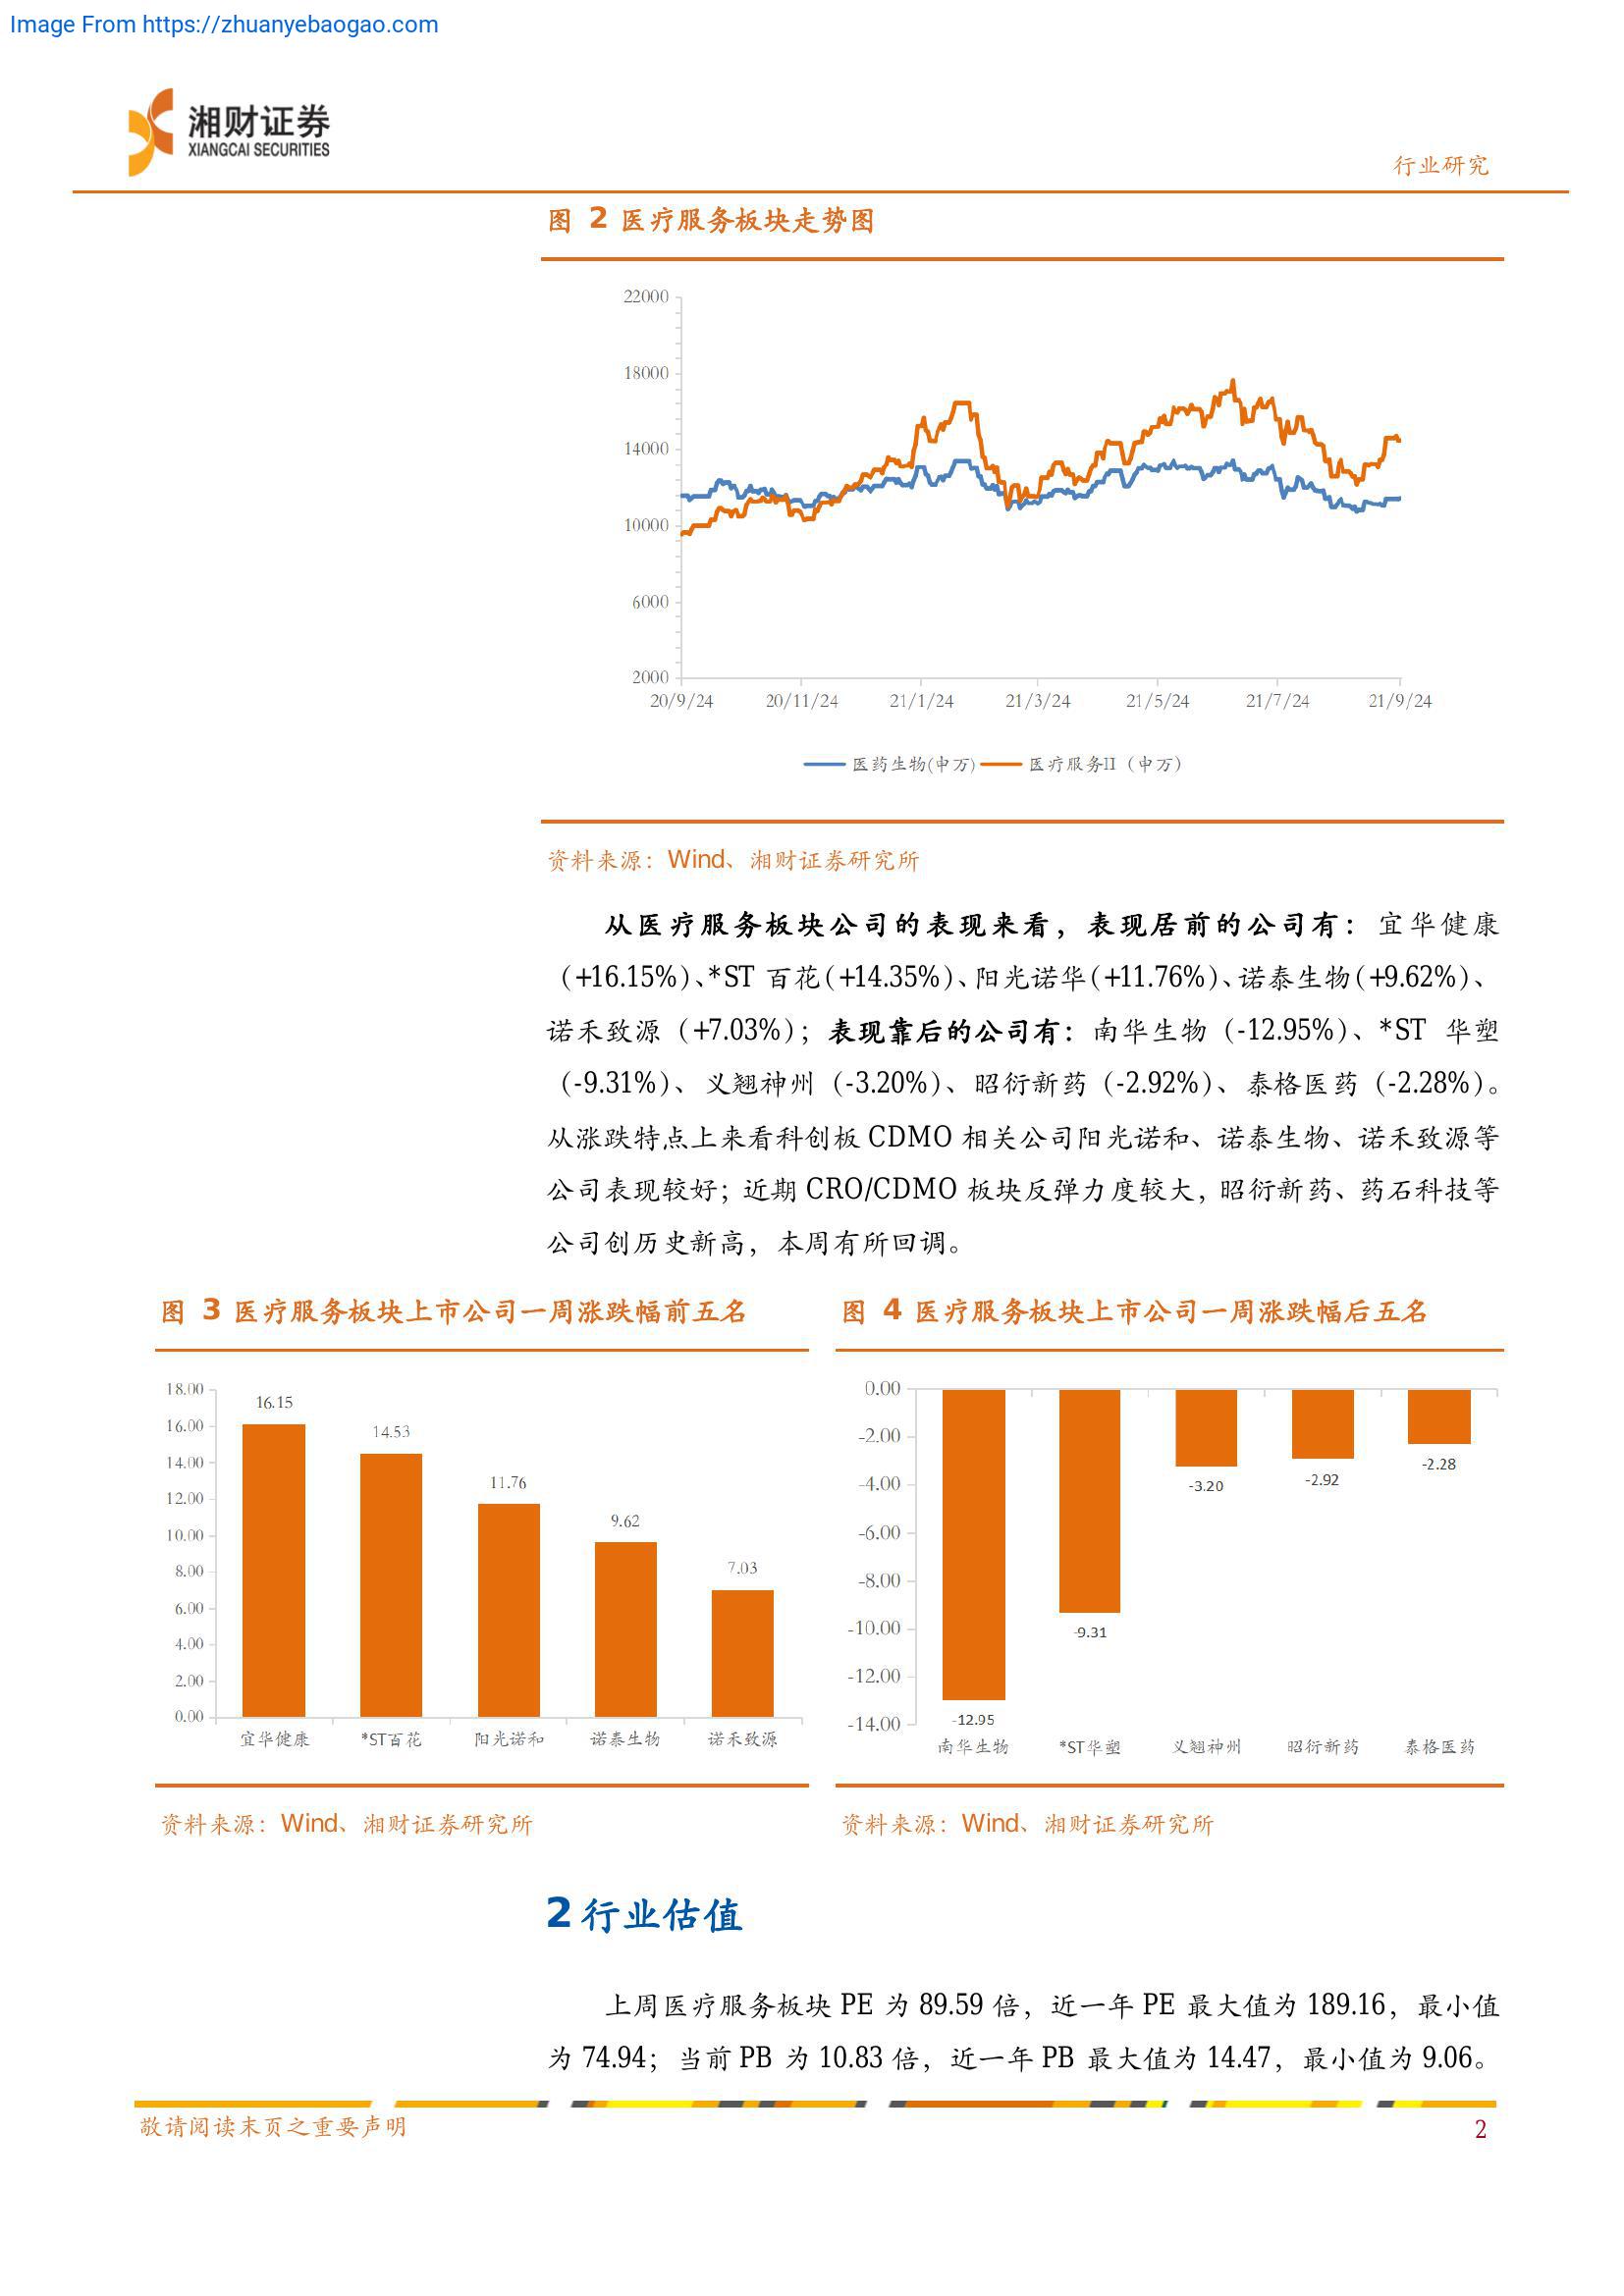 Image From https://zhuanyebaogao.com
湘财证券
XIANGCAI SECURITIES
行业研究
图 2 医疗服务板块走势图
22000
18000
14000
10000
6000
2000
20/9/24 20/11/24 21/1/24 21/3/24 21/5/24 21/7/24 21/9/24
医药生物(申万) 医疗服务II（申万）
资料来源：Wind、湘财证券研究所
从医疗服务板块公司的表现来看，表现居前的公司有：宜华健康
（+16.15%）、*ST 百花（+14.35%）、阳光诺华（+11.76%）、诺泰生物（+9.62%）、
诺禾致源（+7.03%）；表现靠后的公司有：南华生物（-12.95%）、*ST 华塑
（-9.31%）、义翘神州（-3.20%）、昭衍新药（-2.92%）、泰格医药（-2.28%）。
从涨跌特点上来看科创板 CDMO 相关公司阳光诺和、诺泰生物、诺禾致源等
公司表现较好；近期 CRO/CDMO 板块反弹力度较大，昭衍新药、药石科技等
公司创历史新高，本周有所回调。
图 3 医疗服务板块上市公司一周涨跌幅前五名
18.00
16.00
14.00
12.00
10.00
8.00
6.00
4.00
2.00
0.00
16.15
14.53
11.76
9.62
7.03
宜华健康 *ST百花 阳光诺和 诺泰生物 诺禾致源
资料来源：Wind、湘财证券研究所
图 4 医疗服务板块上市公司一周涨跌幅后五名
0.00
-2.00
-4.00
-6.00
-8.00
-10.00
-12.00
-14.00
-12.95
-9.31
-3.20
-2.92
-2.28
南华生物 *ST华塑 义翘神州 昭衍新药 泰格医药
资料来源：Wind、湘财证券研究所
2 行业估值
上周医疗服务板块 PE 为 89.59 倍，近一年 PE 最大值为 189.16，最小值
为 74.94；当前 PB 为 10.83 倍，近一年 PB 最大值为 14.47，最小值为 9.06。
敬请阅读末页之重要声明
2